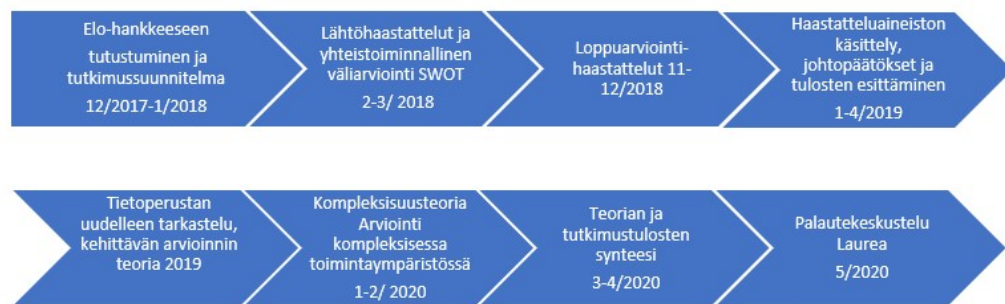 Elo-hankkeeseen
tutustuminen ja
tutkimussuunnitelma
12/2017-1/2018
Lähtöhaastattelut ja
yhteistoiminnallinen
väliarviointi SWOT
2-3/ 2018
Loppuarviointi-
haastattelut 11-
12/2018
Haastatteluaineiston
käsittely,
johtopäätökset ja
tulosten esittäminen
1-4/2019
Tietoperustan
uudelleen tarkastelu,
kehittävän arvioinnin
teoria 2019
Kompleksisuusteoria
Arviointi
kompleksisessa
toimintaympäristössä
1-2/ 2020
Teorian ja
tutkimustulosten
synteesi
3-4/2020
Palautekeskustelu
Laurea
5/2020